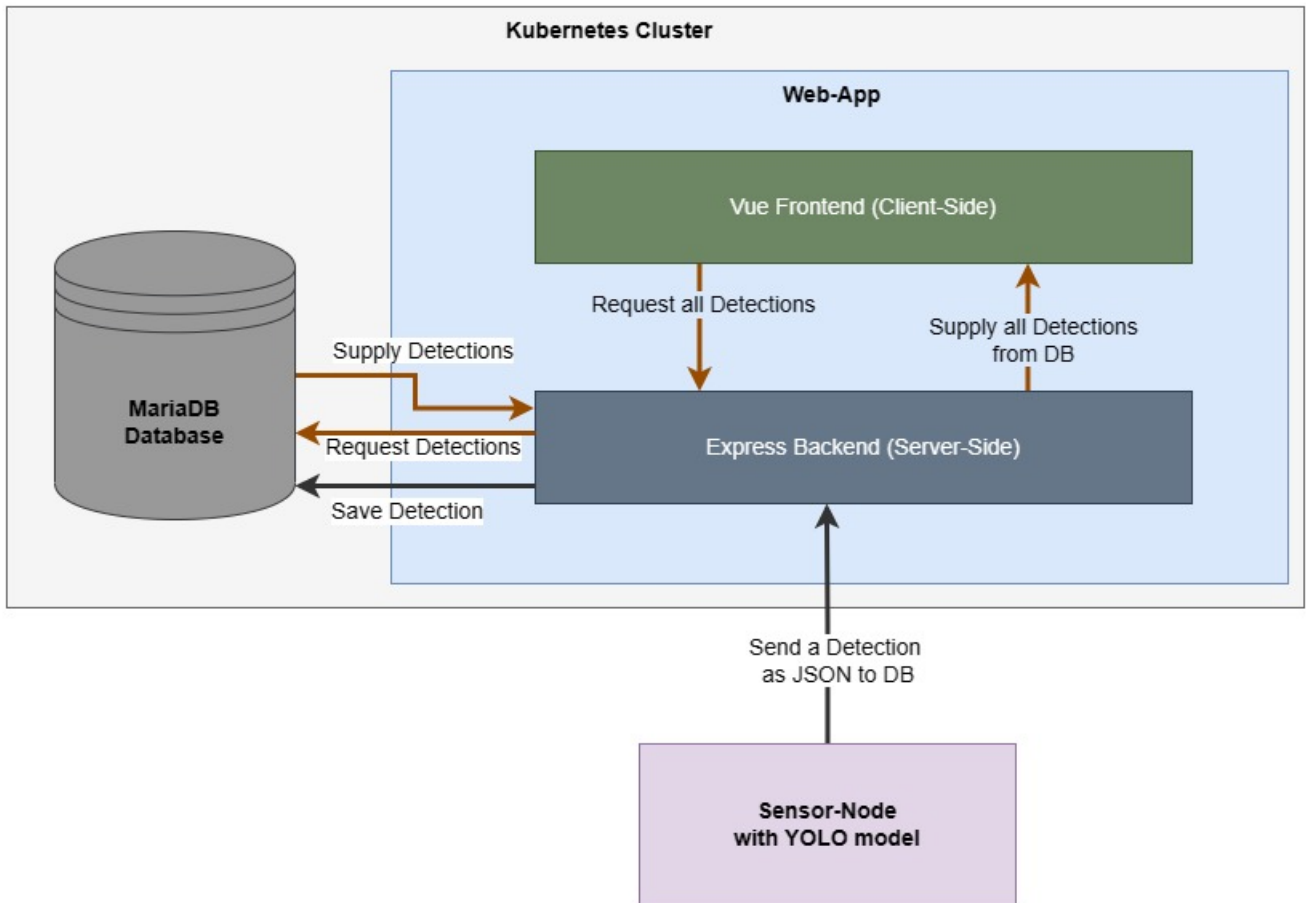 Kubernetes Cluster
Web-App
Vue Frontend (Client-Side)
Request all Detections
Supply all Detections
from DB
Supply Detections
MariaDB
Database
Request Detections
Express Backend (Server-Side)
Save Detection
Send a Detection
as JSON to DB
Sensor-Node
with YOLO model